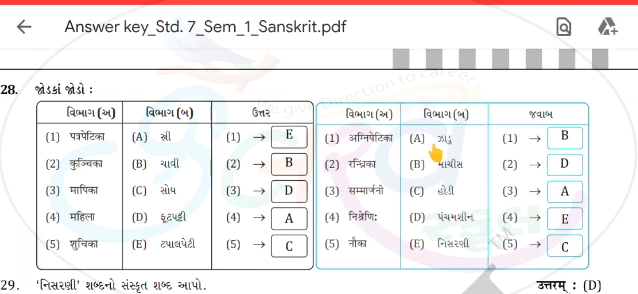 Answer key_Std. 7_Sem_1_Sanskrit.pdf
28. જોડકાં જોડો :
વિભાગ (અ) વિભાગ (બ) ઉત્તર વિભાગ (અ) વિભાગ (બ) જવાબ
(1) पत्रपेटिका (A) સ્ત્રી (1) → E (1) अग्निपेटिका (A) ઝાડું (1) → B
(2) कुञ्चिका (B) ચાવી (2) → B (2) रन्ध्रिका (B) માચીસ (2) → D
(3) मापिका (C) સોય (3) → D (3) सम्मार्जनी (C) હોડી (3) → A
(4) महिला (D) ફૂટપટ્ટી (4) → A (4) निश्रेणिः (D) પંચમશીન (4) → E
(5) शुचिका (E) ટપાલપેટી (5) → C (5) नौका (E) નિસરણી (5) → C
29. ‘નિસરણી’ શબ્દનો સંસ્કૃત શબ્દ આપો. उत्तरम् : (D)